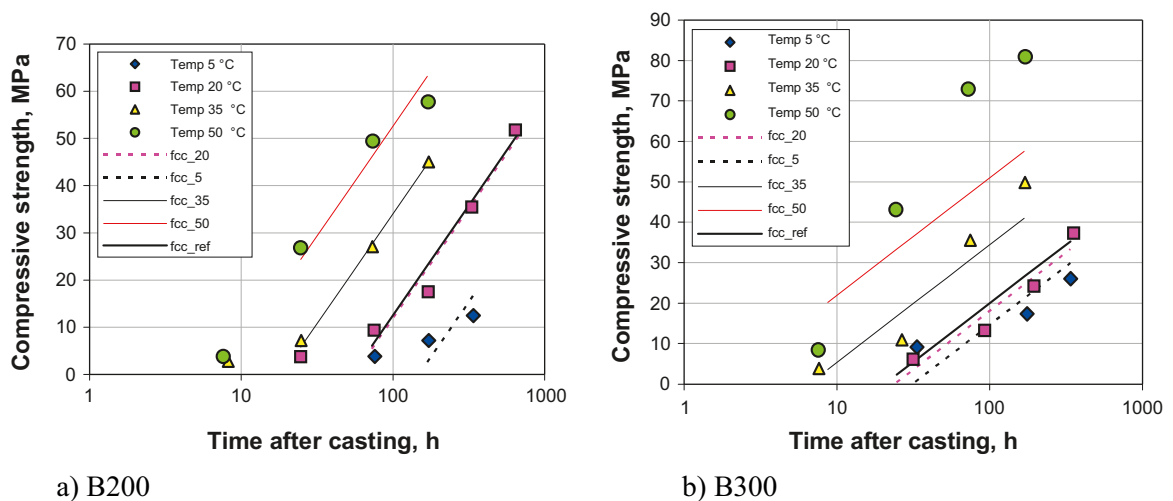 Compressive strength, MPa
70
60
50
40
30
20
10
0
Temp 5 °C
Temp 20 °C
Temp 35 °C
Temp 50 °C
fcc_20
fcc_5
fcc_35
fcc_50
fcc_ref
1 10 100 1000
Time after casting, h
a) B200
Compressive strength, MPa
90
80
70
60
50
40
30
20
10
0
Temp 5 °C
Temp 20 °C
Temp 35 °C
Temp 50 °C
fcc_20
fcc_5
fcc_35
fcc_50
fcc_ref
1 10 100 1000
Time after casting, h
b) B300